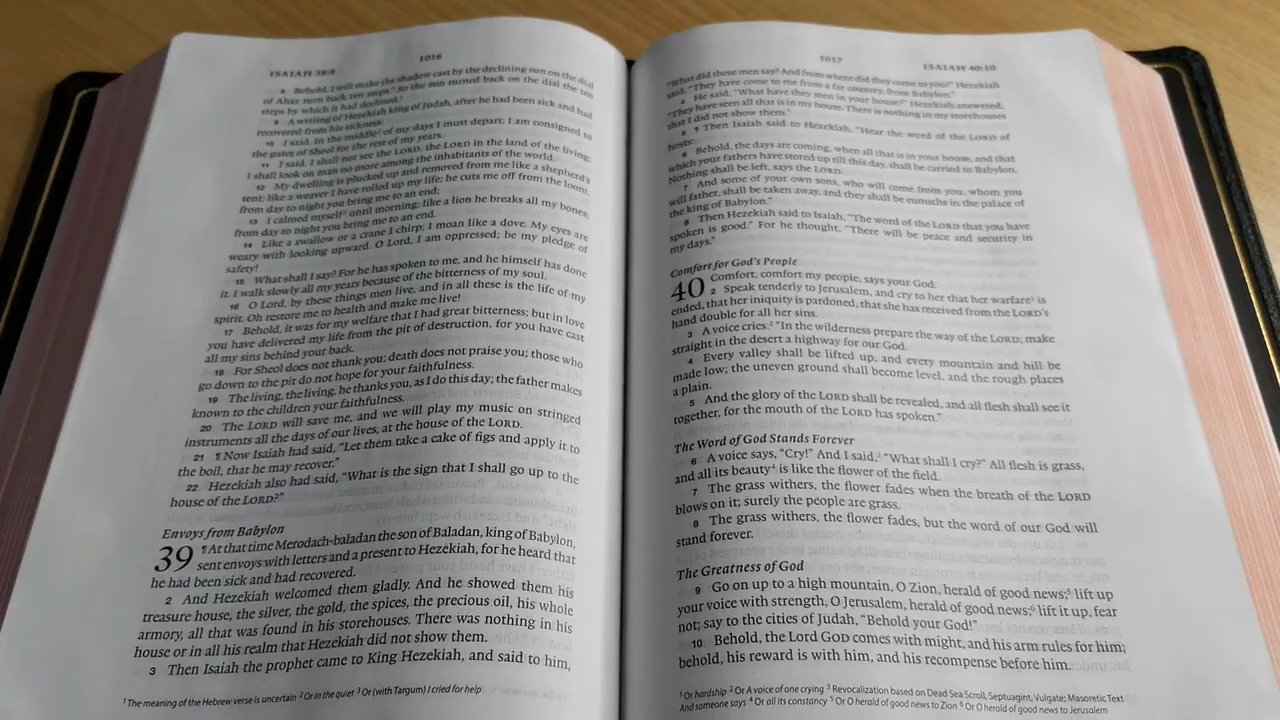 ISAIAH 38:8
1016
8 Behold, I will make the shadow cast by the declining sun on the dial
of Ahaz turn back ten steps." So the sun turned back on the dial the ten
steps by which it had declined.¹
9 A writing of Hezekiah king of Judah, after he had been sick and had
recovered from his sickness:
10 I said, In the middle² of my days I must depart; I am consigned to
the gates of Sheol for the rest of my years.
11 I said, I shall not see the LORD, the LORD in the land of the living;
I shall look on man no more among the inhabitants of the world.
12 My dwelling is plucked up and removed from me like a shepherd's
tent; like a weaver I have rolled up my life; he cuts me off from the loom;
from day to night you bring me to an end;
13 I calmed myself³ until morning; like a lion he breaks all my bones;
from day to night you bring me to an end.
14 Like a swallow or a crane I chirp; I moan like a dove. My eyes are
weary with looking upward. O Lord, I am oppressed; be my pledge of
safety!
15 What shall I say? For he has spoken to me, and he himself has done
it. I walk slowly all my years because of the bitterness of my soul.
16 O Lord, by these things men live, and in all these is the life of my
spirit. Oh restore me to health and make me live!
17 Behold, it was for my welfare that I had great bitterness; but in love
you have delivered my life from the pit of destruction, for you have cast
all my sins behind your back.
18 For Sheol does not thank you; death does not praise you; those who
go down to the pit do not hope for your faithfulness.
19 The living, the living, he thanks you, as I do this day; the father makes
known to the children your faithfulness.
20 The LORD will save me, and we will play my music on stringed
instruments all the days of our lives, at the house of the LORD.
21 ¶ Now Isaiah had said, "Let them take a cake of figs and apply it to
the boil, that he may recover."
22 Hezekiah also had said, "What is the sign that I shall go up to the
house of the LORD?"
Envoys from Babylon
39 ¶ At that time Merodach-baladan the son of Baladan, king of Babylon,
sent envoys with letters and a present to Hezekiah, for he heard that
he had been sick and had recovered.
2 And Hezekiah welcomed them gladly. And he showed them his
treasure house, the silver, the gold, the spices, the precious oil, his whole
armory, all that was found in his storehouses. There was nothing in his
house or in all his realm that Hezekiah did not show them.
3 Then Isaiah the prophet came to King Hezekiah, and said to him,
¹ The meaning of the Hebrew verse is uncertain ² Or In the quiet ³ Or (with Targum) I cried for help
1017
ISAIAH 40:10
"What did these men say? And from where did they come to you?" Hezekiah
said, "They have come to me from a far country, from Babylon."
4 He said, "What have they seen in your house?" Hezekiah answered,
"They have seen all that is in my house. There is nothing in my storehouses
that I did not show them."
5 ¶ Then Isaiah said to Hezekiah, "Hear the word of the LORD of
hosts:
6 Behold, the days are coming, when all that is in your house, and that
which your fathers have stored up till this day, shall be carried to Babylon.
Nothing shall be left, says the LORD.
7 And some of your own sons, who will come from you, whom you
will father, shall be taken away, and they shall be eunuchs in the palace of
the king of Babylon."
8 Then Hezekiah said to Isaiah, "The word of the LORD that you have
spoken is good." For he thought, "There will be peace and security in
my days."
Comfort for God's People
40 Comfort, comfort my people, says your God.
2 Speak tenderly to Jerusalem, and cry to her that her warfare¹ is
ended, that her iniquity is pardoned, that she has received from the LORD's
hand double for all her sins.
3 A voice cries:² "In the wilderness prepare the way of the LORD; make
straight in the desert a highway for our God.
4 Every valley shall be lifted up, and every mountain and hill be
made low; the uneven ground shall become level, and the rough places
a plain.
5 And the glory of the LORD shall be revealed, and all flesh shall see it
together, for the mouth of the LORD has spoken."
The Word of God Stands Forever
6 A voice says, "Cry!" And I said,³ "What shall I cry?" All flesh is grass,
and all its beauty⁴ is like the flower of the field.
7 The grass withers, the flower fades when the breath of the LORD
blows on it; surely the people are grass.
8 The grass withers, the flower fades, but the word of our God will
stand forever.
The Greatness of God
9 Go on up to a high mountain, O Zion, herald of good news;⁵ lift up
your voice with strength, O Jerusalem, herald of good news;⁶ lift it up, fear
not; say to the cities of Judah, "Behold your God!"
10 Behold, the Lord GOD comes with might, and his arm rules for him;
behold, his reward is with him, and his recompense before him.
¹ Or hardship ² Or A voice of one crying ³ Revocalization based on Dead Sea Scroll, Septuagint, Vulgate; Masoretic Text
And someone says ⁴ Or all its constancy ⁵ Or O herald of good news to Zion ⁶ Or O herald of good news to Jerusalem